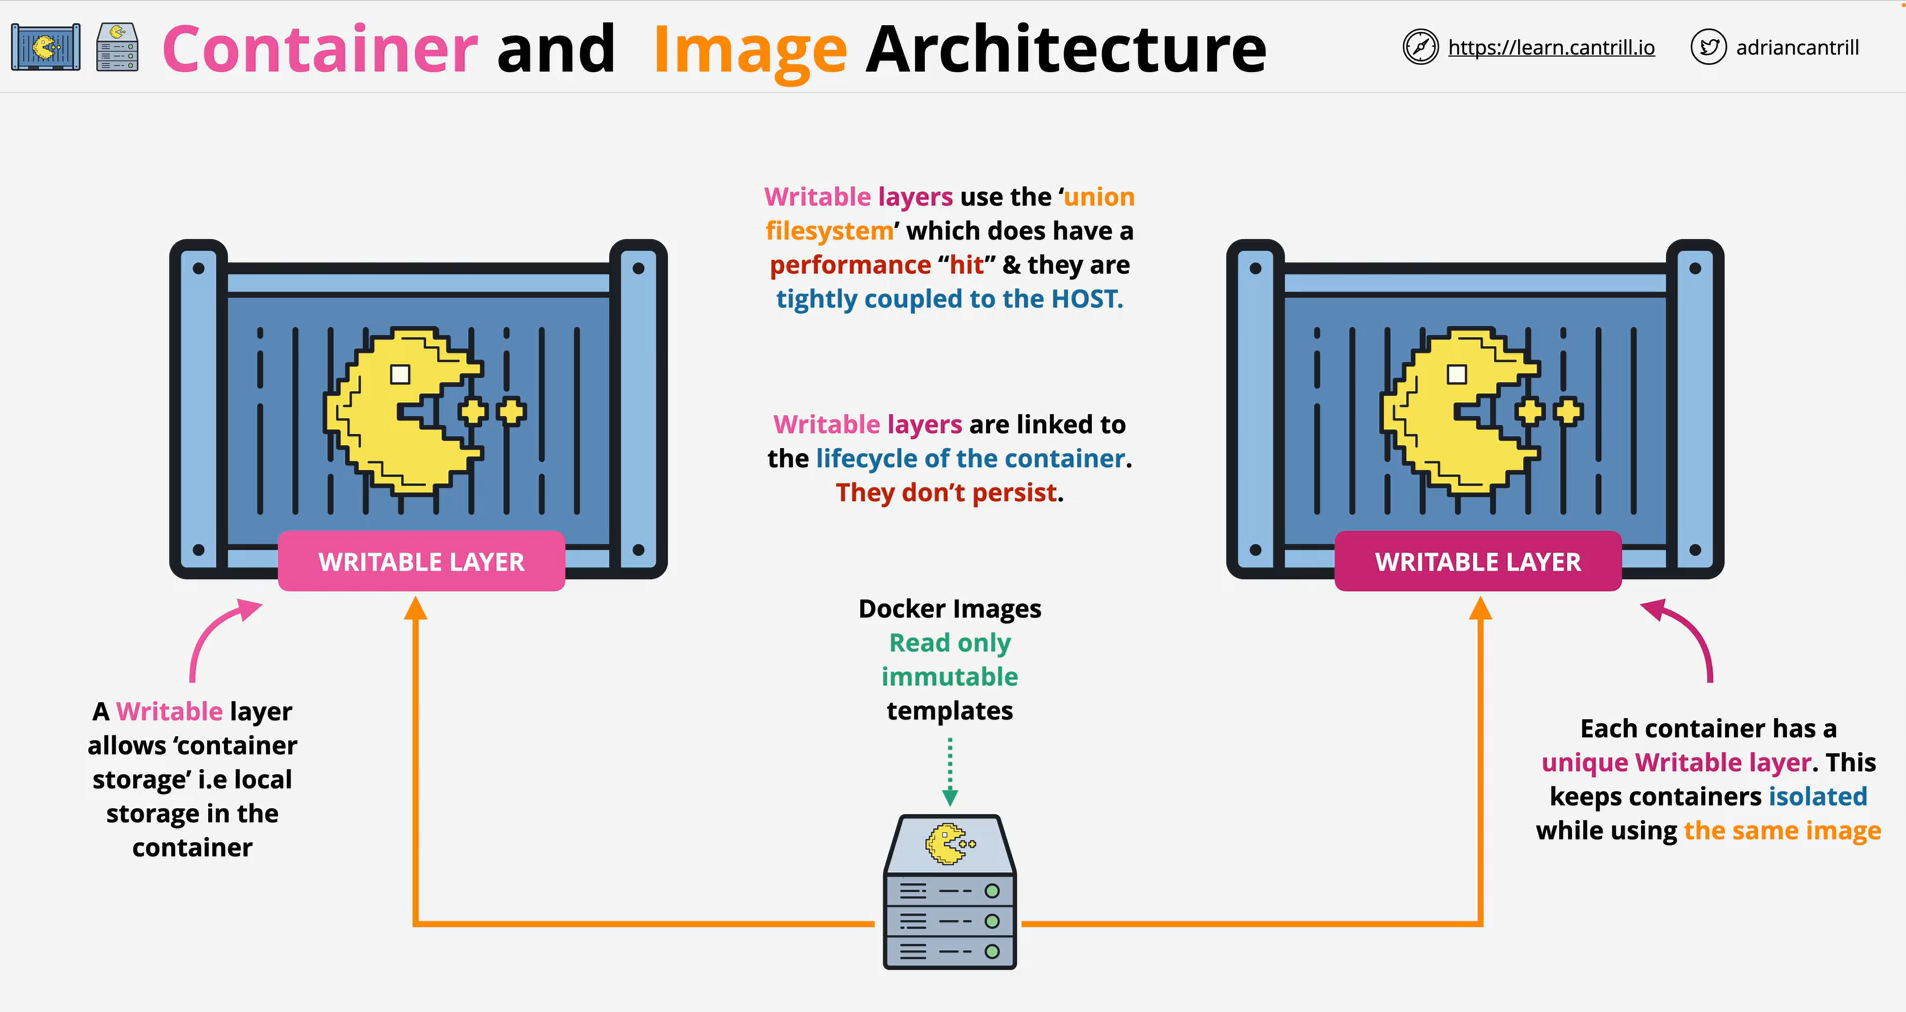 Container and Image Architecture
https://learn.cantrill.io
adriancantrill
Writable layers use the ‘union
filesystem’ which does have a
performance “hit” & they are
tightly coupled to the HOST.
Writable layers are linked to
the lifecycle of the container.
They don’t persist.
WRITABLE LAYER
WRITABLE LAYER
Docker Images
Read only
immutable
templates
A Writable layer
allows ‘container
storage’ i.e local
storage in the
container
Each container has a
unique Writable layer. This
keeps containers isolated
while using the same image